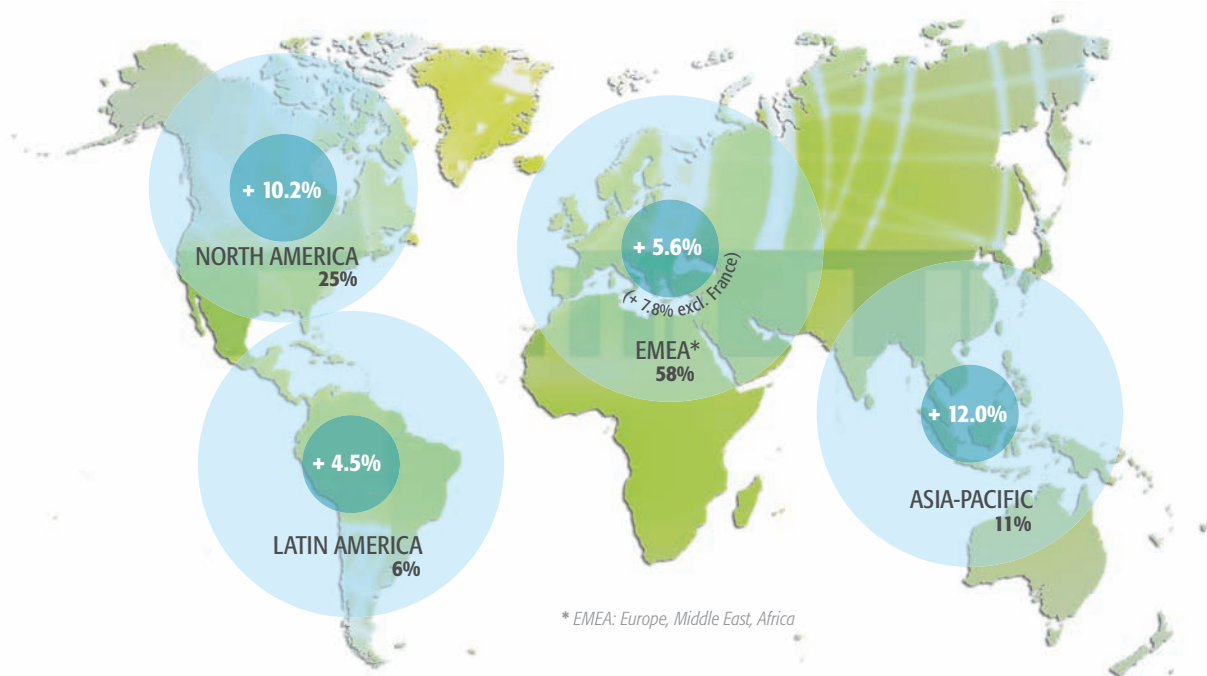 + 10.2%
NORTH AMERICA
25%
+ 5.6%
(+ 7.8% excl. France)
EMEA*
58%
+ 12.0%
ASIA-PACIFIC
11%
+ 4.5%
LATIN AMERICA
6%
* EMEA: Europe, Middle East, Africa